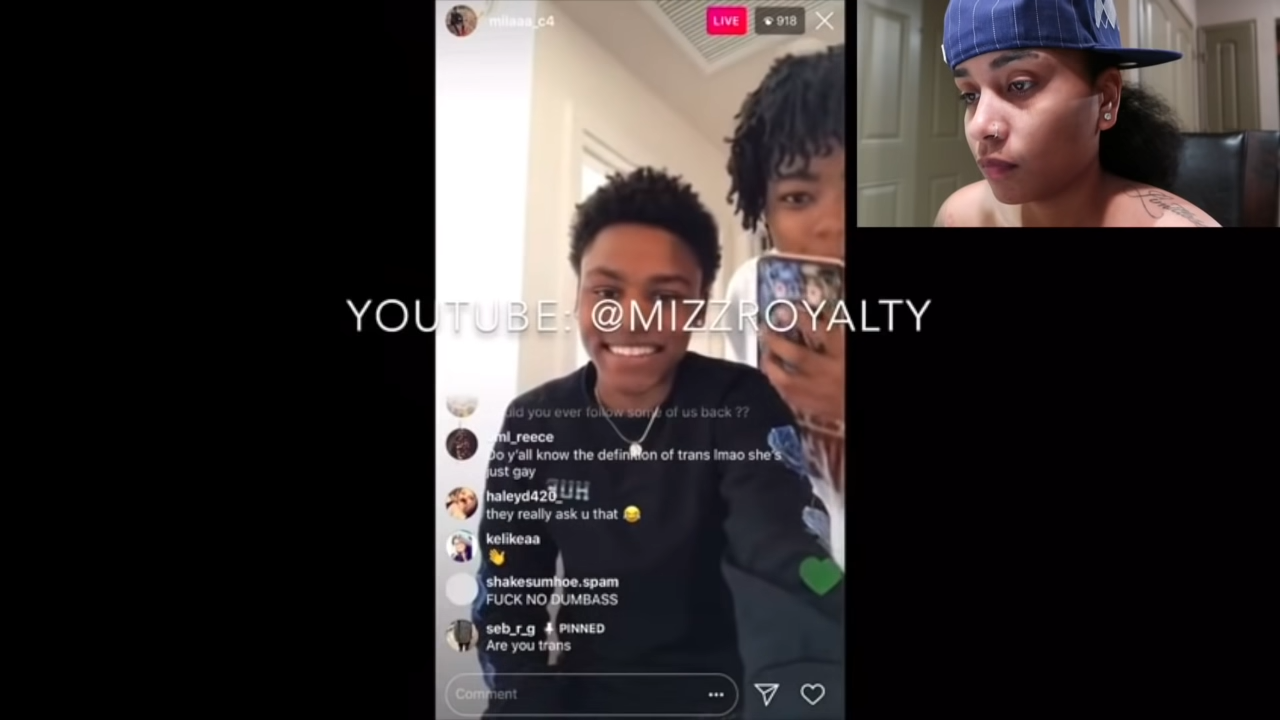 miiaaa_c4
LIVE
918
YOUTUBE: @MIZZROYALTY
you ever follow some of us back ??
ml_reece
Do y'all know the definition of trans lmao she's
just gay
haleyd420_
they really ask u that 😂
kelikeaa
👋
shakesumhoe.spam
FUCK NO DUMBASS
seb_r_g PINNED
Are you trans
Comment